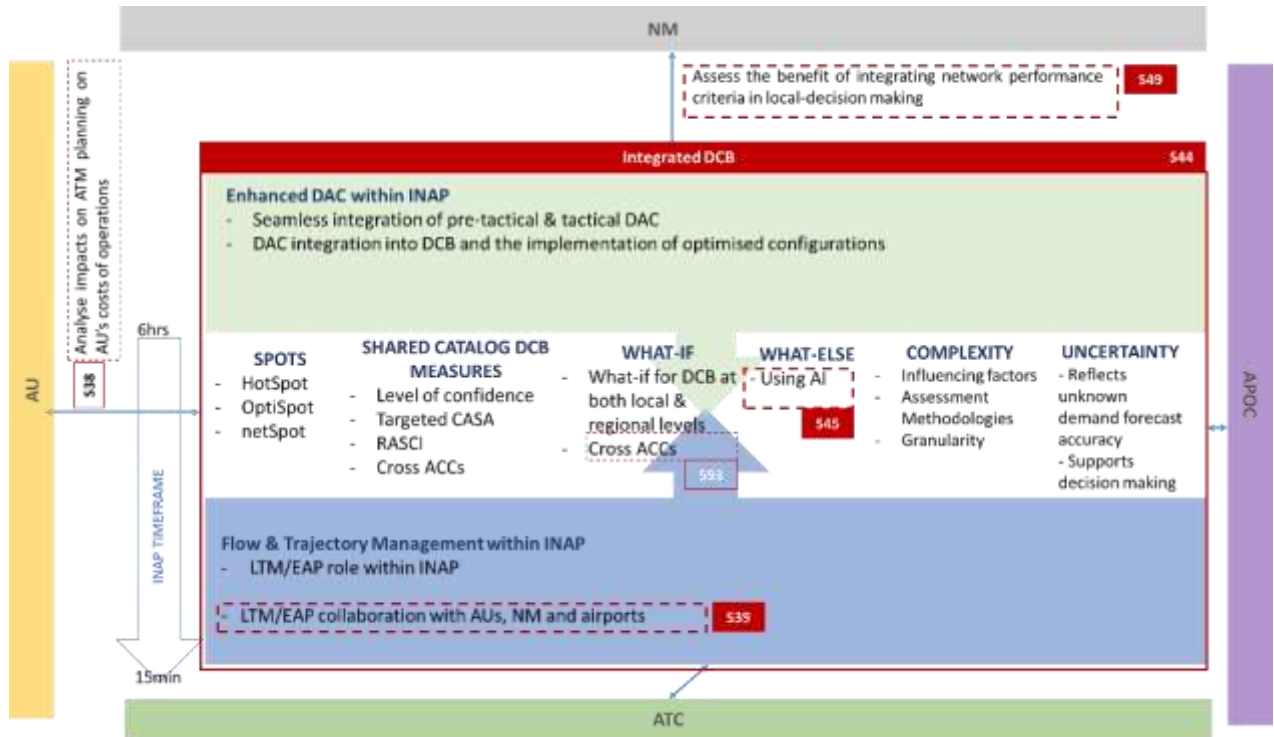 NM
Assess the benefit of integrating network performance
criteria in local-decision making
S49
Analyse impacts on ATM planning on
AU's costs of operations
S38
AU
APOC
Integrated DCB
S44
Enhanced DAC within INAP
- Seamless integration of pre-tactical & tactical DAC
- DAC integration into DCB and the implementation of optimised configurations
6hrs
INAP TIMEFRAME
15min
SPOTS
- HotSpot
- OptiSpot
- netSpot
SHARED CATALOG DCB
MEASURES
- Level of confidence
- Targeted CASA
- RASCI
- Cross ACCs
WHAT-IF
- What-if for DCB at
both local &
regional levels
- Cross ACCs
S93
WHAT-ELSE
- Using AI
S45
COMPLEXITY
- Influencing factors
- Assessment
Methodologies
- Granularity
UNCERTAINTY
- Reflects
unknown
demand forecast
accuracy
- Supports
decision making
Flow & Trajectory Management within INAP
- LTM/EAP role within INAP
- LTM/EAP collaboration with AUs, NM and airports
S39
ATC